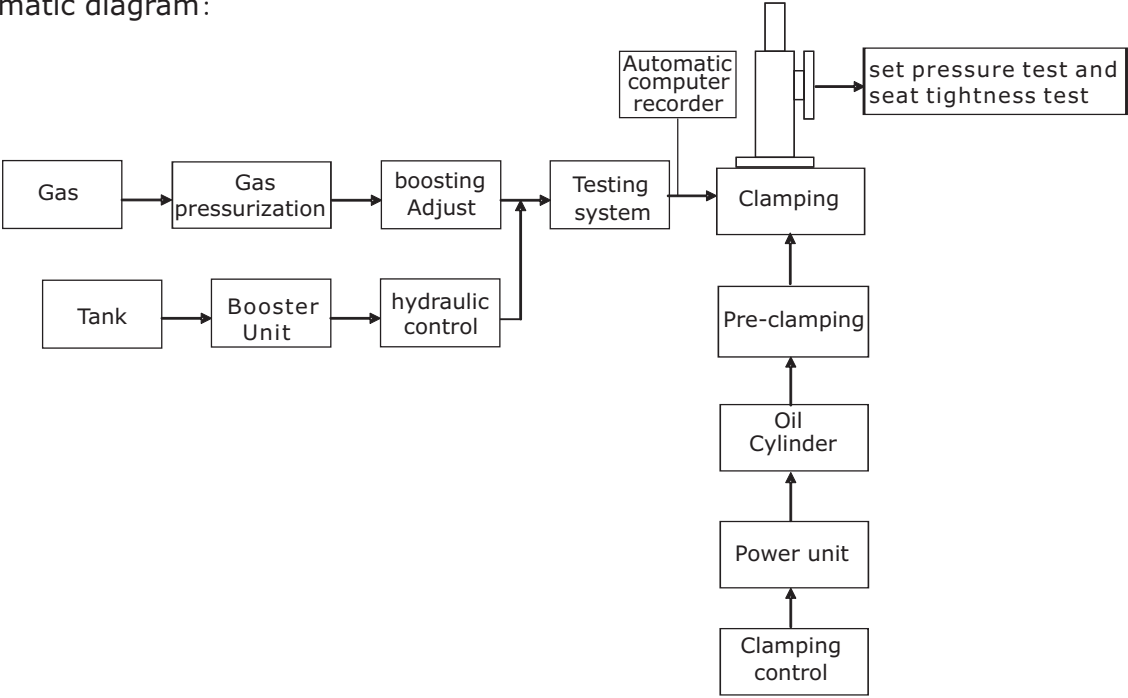 matic diagram:
Automatic
computer
recorder
set pressure test and
seat tightness test
Gas
Gas
pressurization
boosting
Adjust
Testing
system
Clamping
Tank
Booster
Unit
hydraulic
control
Pre-clamping
Oil
Cylinder
Power unit
Clamping
control